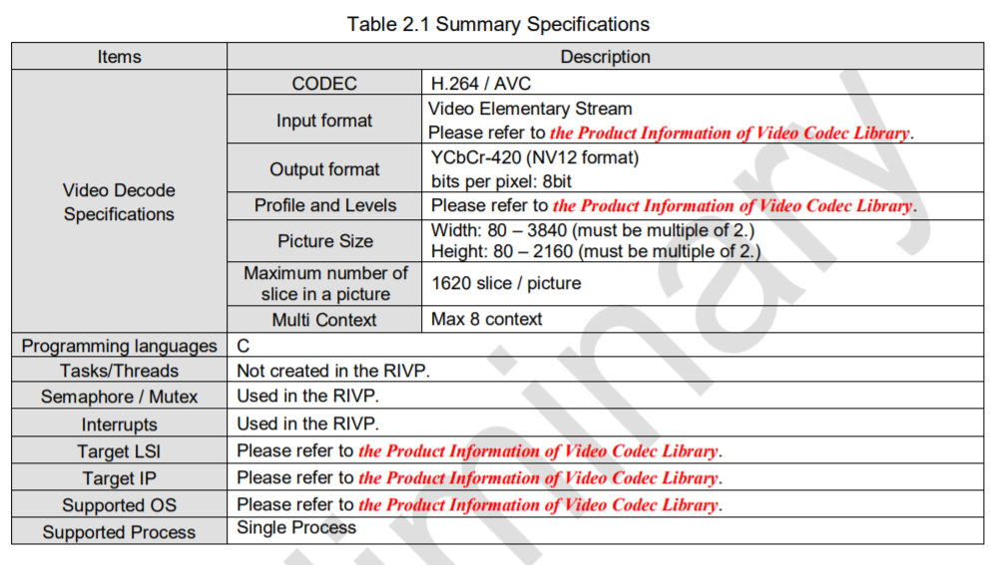 Table 2.1 Summary Specifications
Items Description
Video Decode
Specifications
CODEC H.264 / AVC
Input format Video Elementary Stream
Please refer to the Product Information of Video Codec Library.
Output format YCbCr-420 (NV12 format)
bits per pixel: 8bit
Profile and Levels Please refer to the Product Information of Video Codec Library.
Picture Size Width: 80 – 3840 (must be multiple of 2.)
Height: 80 – 2160 (must be multiple of 2.)
Maximum number of
slice in a picture 1620 slice / picture
Multi Context Max 8 context
Programming languages C
Tasks/Threads Not created in the RIVP.
Semaphore / Mutex Used in the RIVP.
Interrupts Used in the RIVP.
Target LSI Please refer to the Product Information of Video Codec Library.
Target IP Please refer to the Product Information of Video Codec Library.
Supported OS Please refer to the Product Information of Video Codec Library.
Supported Process Single Process
liminary